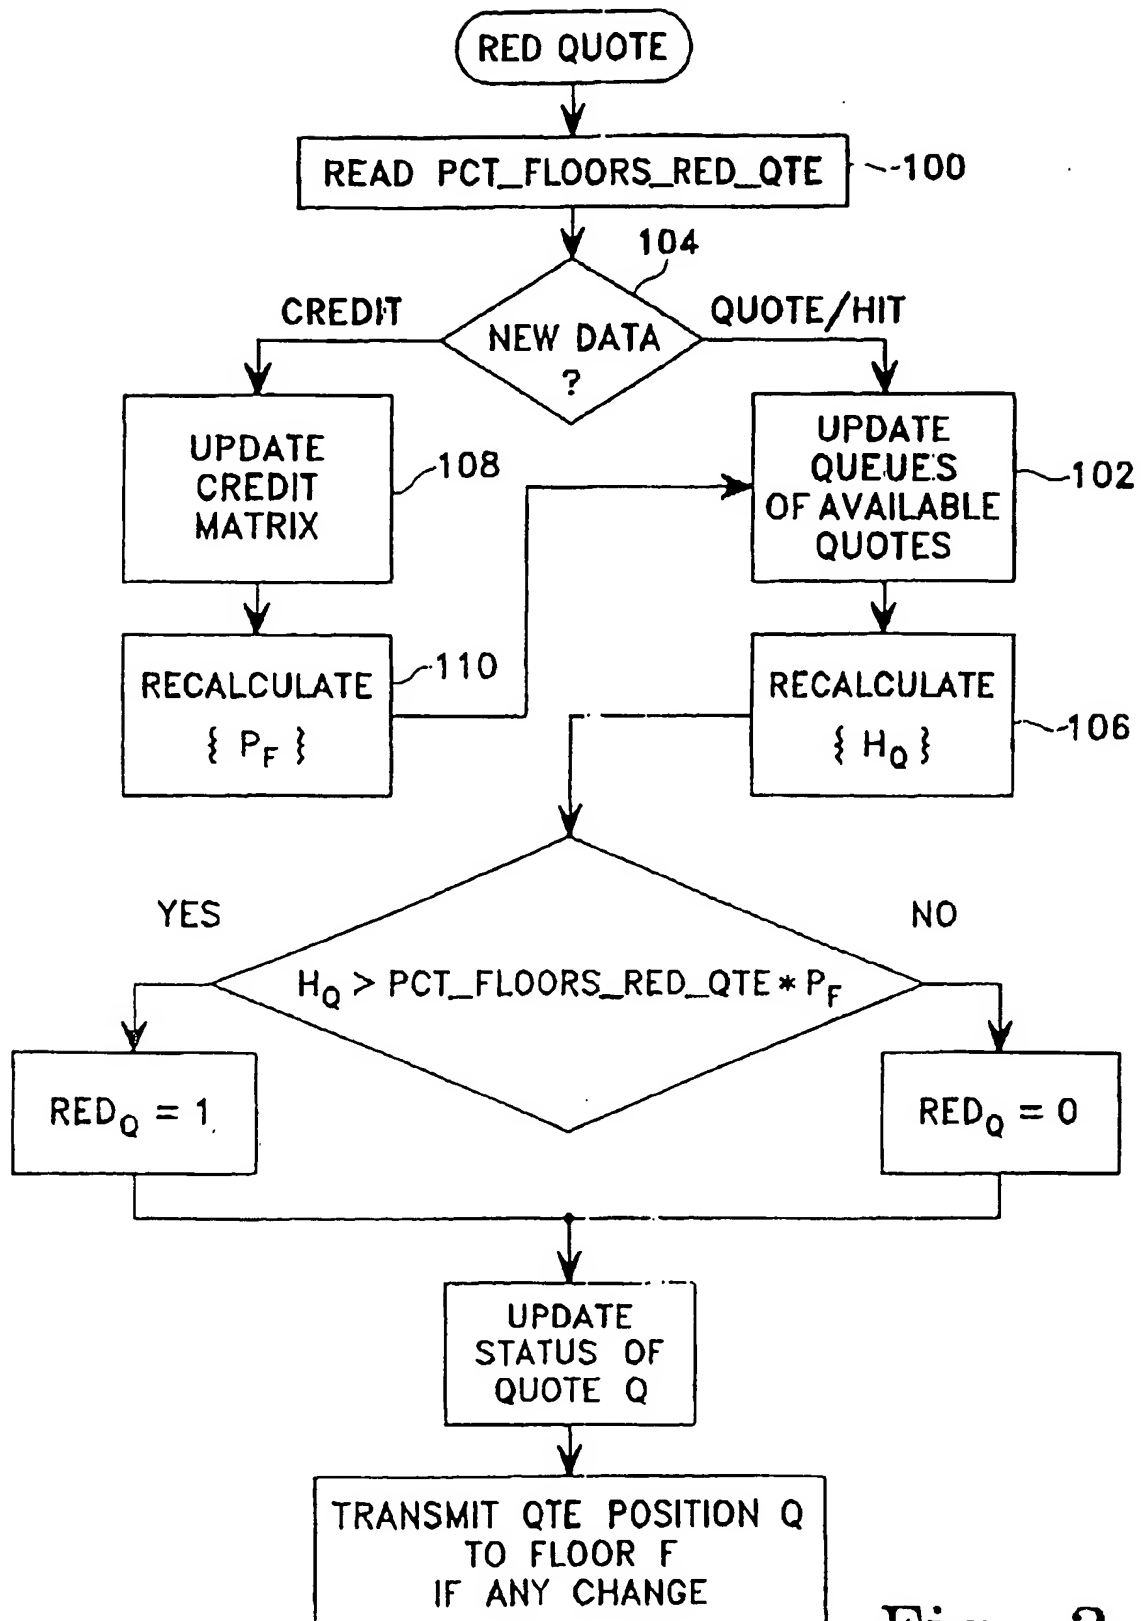 RED QUOTE
READ PCT_FLOORS_RED_QTE
100
104
CREDIT
QUOTE/HIT
NEW DATA
?
UPDATE
CREDIT
MATRIX
108
UPDATE
QUEUES
OF AVAILABLE
QUOTES
102
RECALCULATE
{ P_F }
110
RECALCULATE
{ H_Q }
106
YES
NO
H_Q > PCT_FLOORS_RED_QTE * P_F
RED_Q = 1
RED_Q = 0
UPDATE
STATUS OF
QUOTE Q
TRANSMIT QTE POSITION Q
TO FLOOR F
IF ANY CHANGE